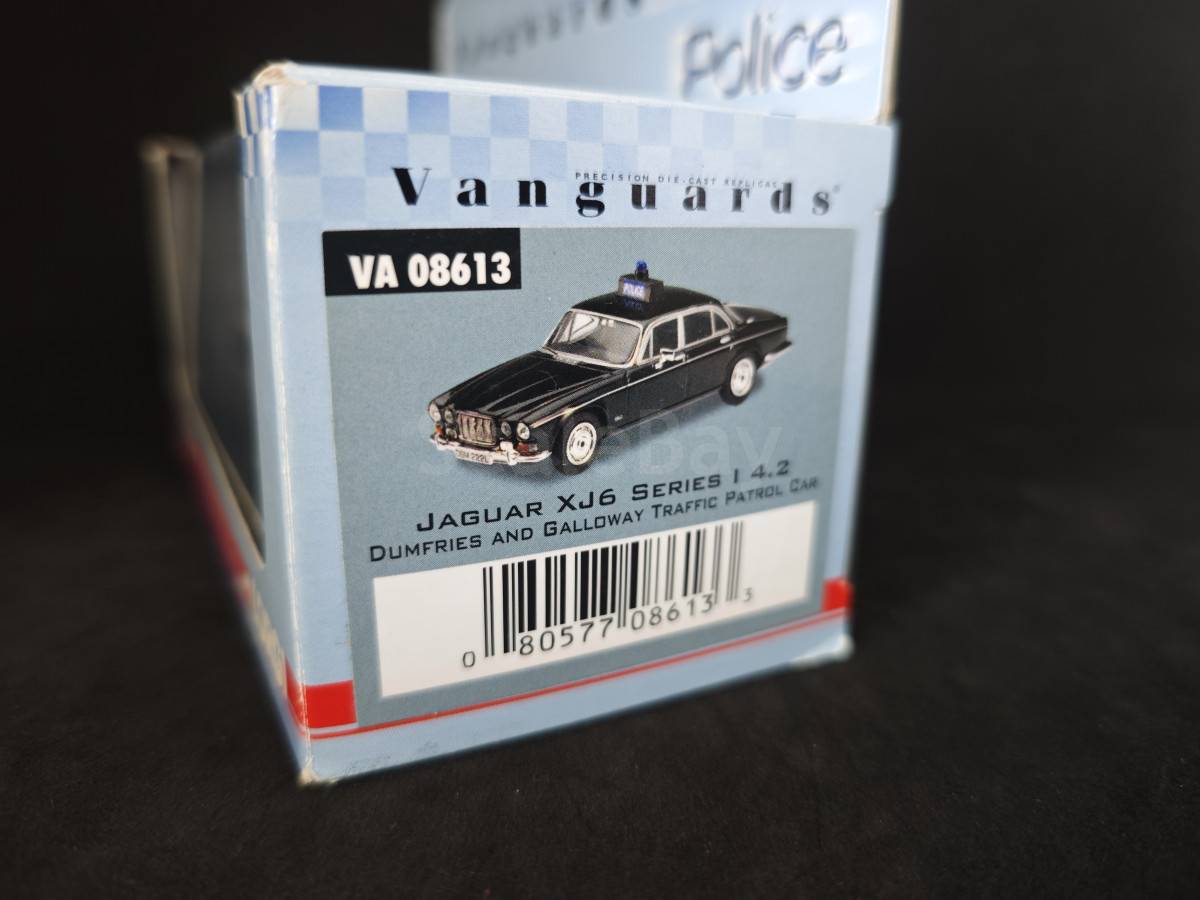 Police
PRECISION DIE-CAST REPLICAS
Vanguards
VA 08613
POLICE
JAGUAR XJ6 SERIES I 4.2
DUMFRIES AND GALLOWAY TRAFFIC PATROL CAR
0 80577 08613 3